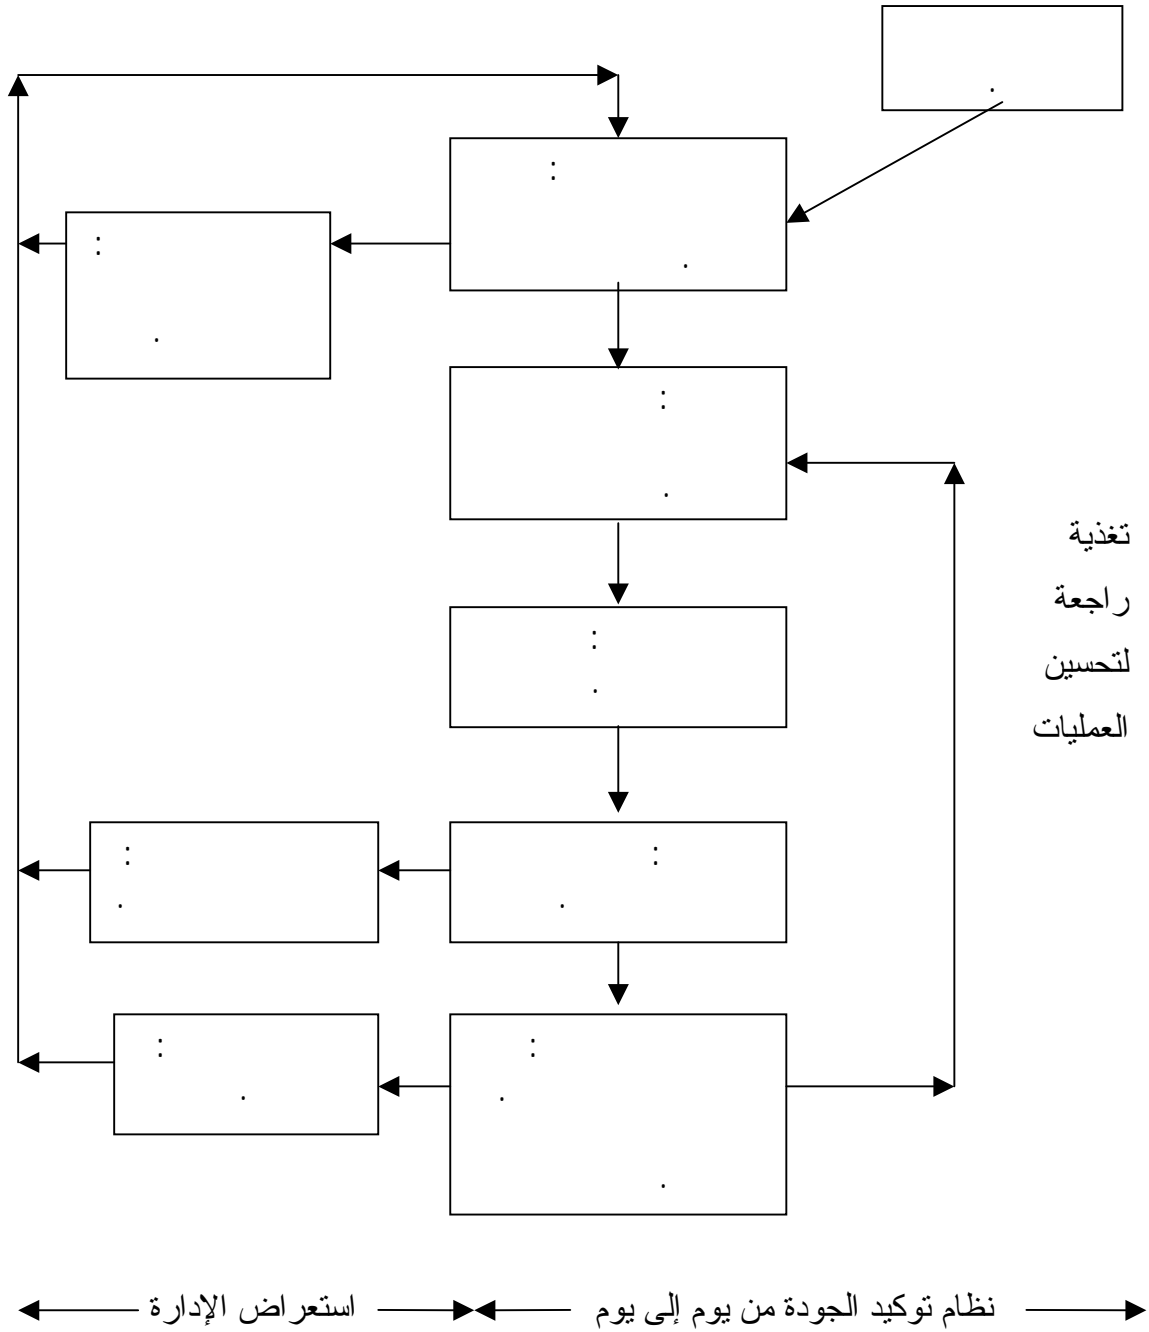 تغذية
راجعة
لتحسين
العمليات
نظام توكيد الجودة من يوم إلى يوم
استعراض الإدارة